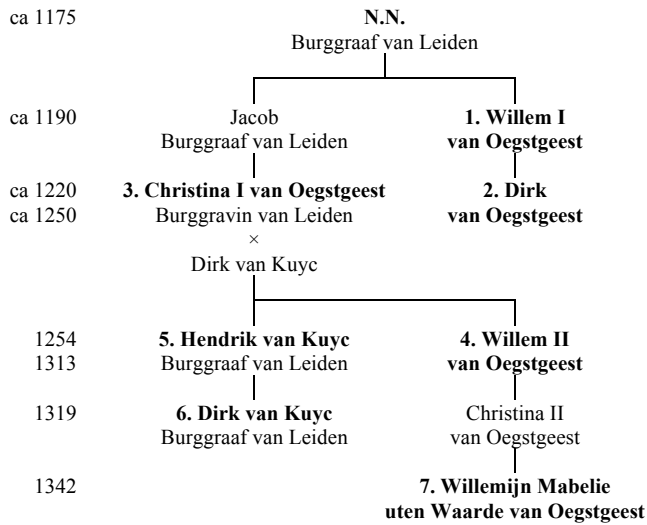 ca 1175 N.N.
Burggraaf van Leiden
ca 1190 Jacob 1. Willem I
Burggraaf van Leiden van Oegstgeest
ca 1220 3. Christina I van Oegstgeest 2. Dirk
ca 1250 Burggravin van Leiden van Oegstgeest
×
Dirk van Kuyc
1254 5. Hendrik van Kuyc 4. Willem II
1313 Burggraaf van Leiden van Oegstgeest
1319 6. Dirk van Kuyc Christina II
Burggraaf van Leiden van Oegstgeest
1342 7. Willemijn Mabelie
uten Waarde van Oegstgeest